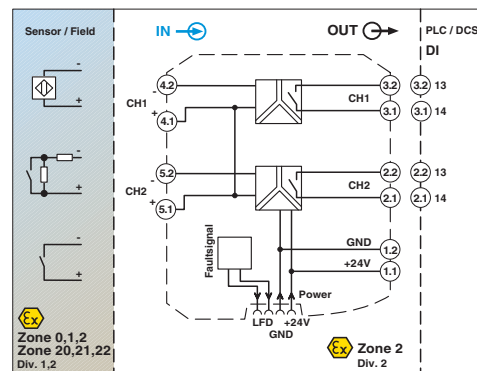 Sensor / Field
IN
OUT
PLC / DCS
DI
-
+
-
+
-
+
4.2
-
CH1
+
4.1
5.2
-
CH2
+
5.1
3.2
CH1
3.1
2.2
CH2
2.1
3.2 13
3.1 14
2.2 13
2.1 14
GND
1.2
+24V
1.1
Faultsignal
Power
LFD
+24V
GND
Ex
Zone 0,1,2
Zone 20,21,22
Div. 1,2
Ex
Zone 2
Div. 2